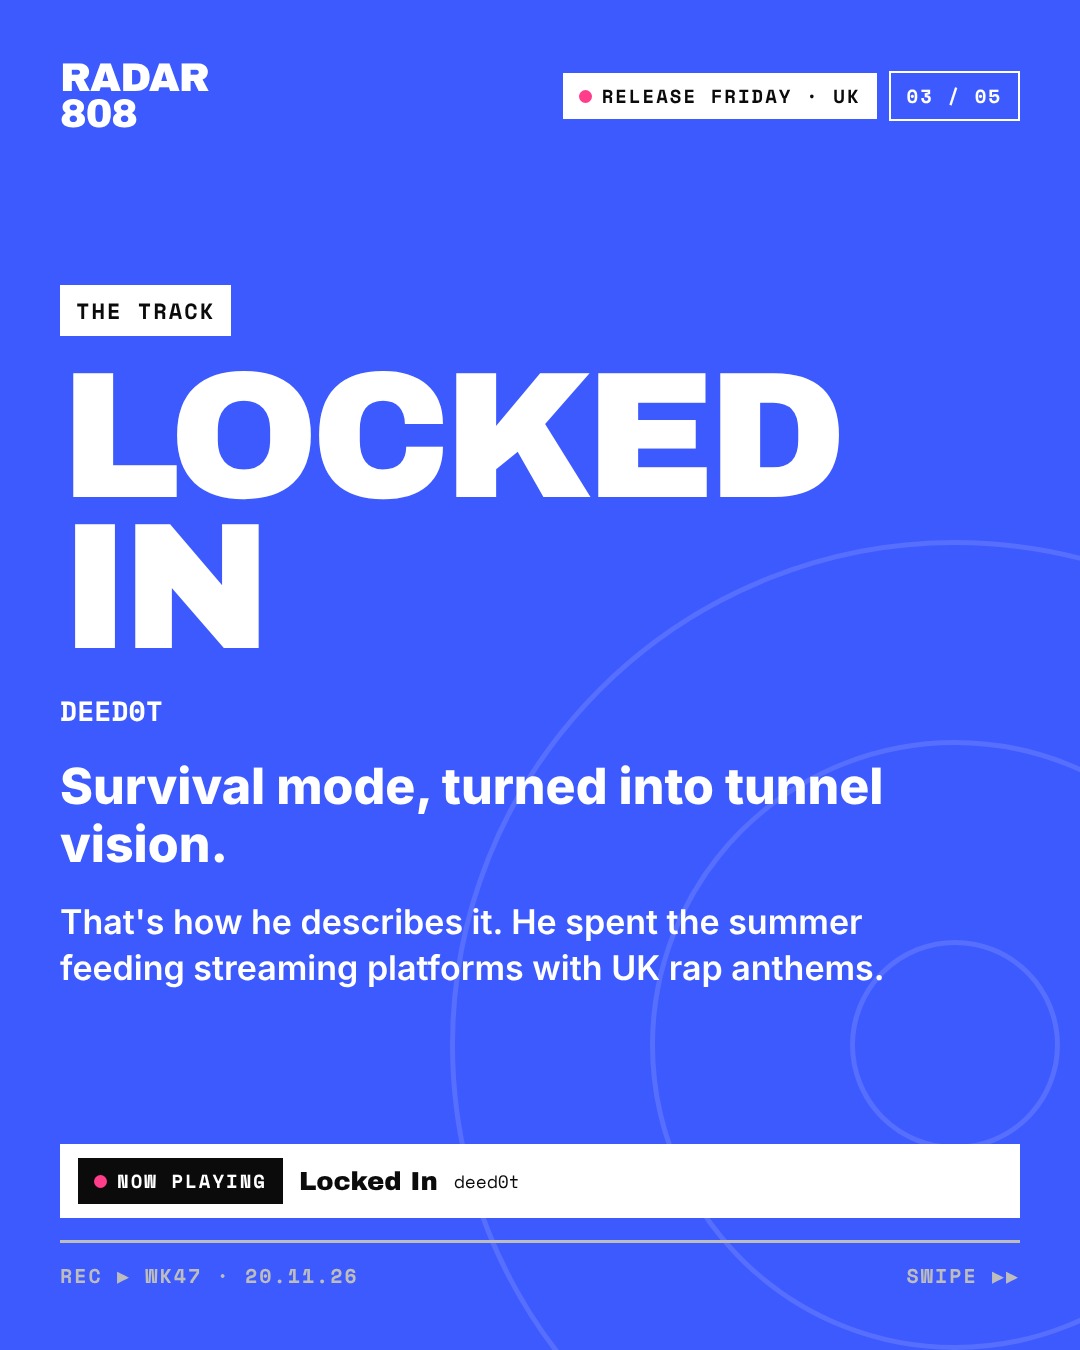 RADAR
808
RELEASE FRIDAY · UK
03 / 05
THE TRACK
LOCKED
IN
DEED0T
Survival mode, turned into tunnel
vision.
That's how he describes it. He spent the summer
feeding streaming platforms with UK rap anthems.
NOW PLAYING Locked In deed0t
REC ▶ WK47 · 20.11.26
SWIPE ▶▶